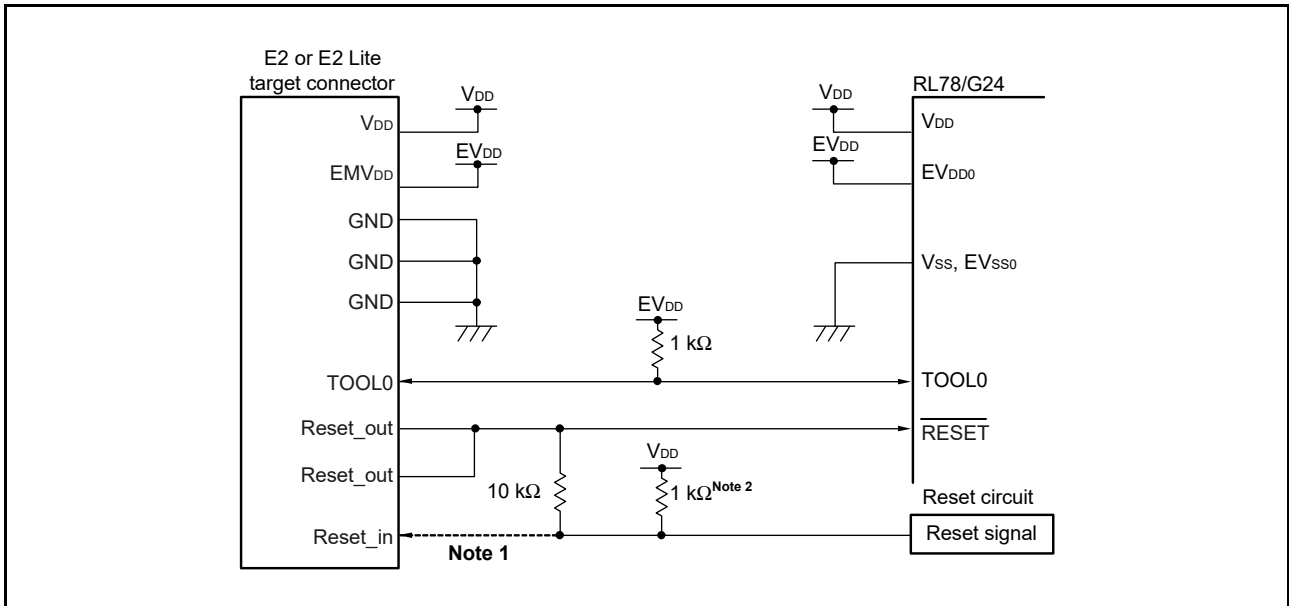 E2 or E2 Lite
target connector
VDD
EMVDD
GND
GND
GND
TOOL0
Reset_out
Reset_out
Reset_in
VDD
EVDD
EVDD
1 kΩ
10 kΩ
VDD
1 kΩNote 2
Note 1
RL78/G24
VDD
EVDD
VDD
EVDD0
VSS, EVSS0
TOOL0
RESET
Reset circuit
Reset signal